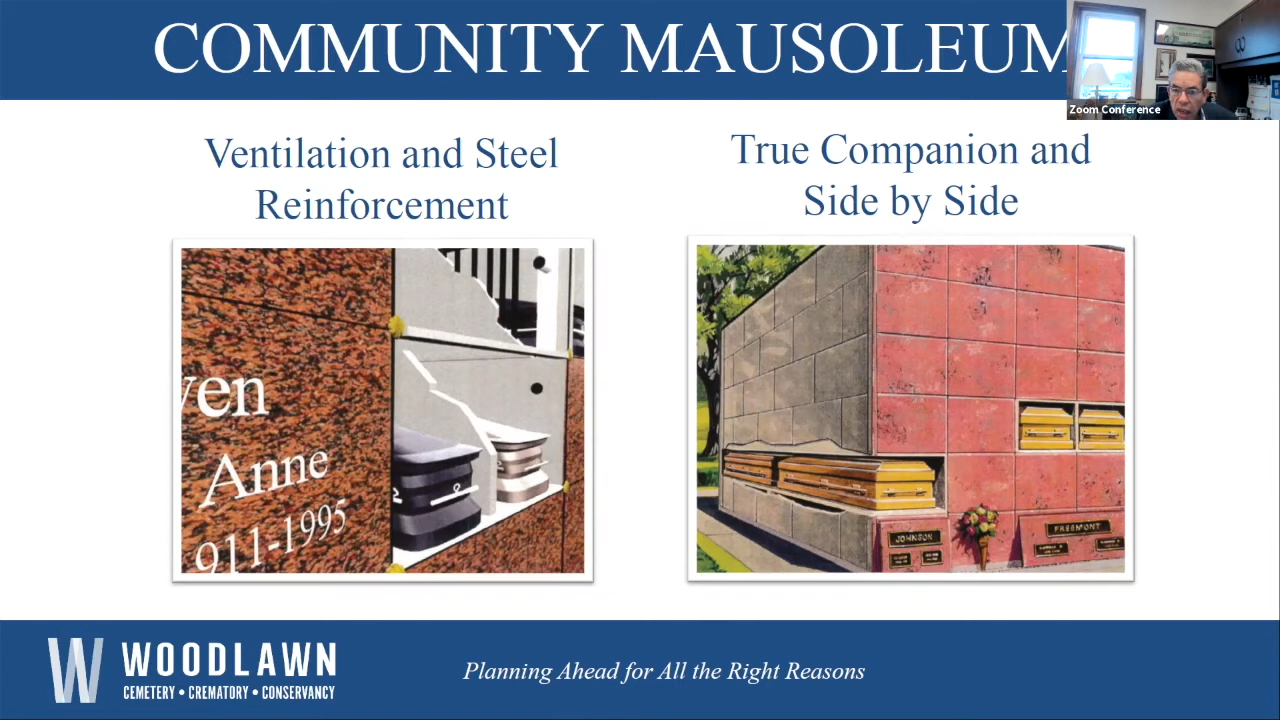 COMMUNITY MAUSOLEUM
Zoom Conference
Ventilation and Steel
Reinforcement
True Companion and
Side by Side
ven
Anne
911-1995
JOHNSON
FREEMONT
WOODLAWN
CEMETERY • CREMATORY • CONSERVANCY
Planning Ahead for All the Right Reasons